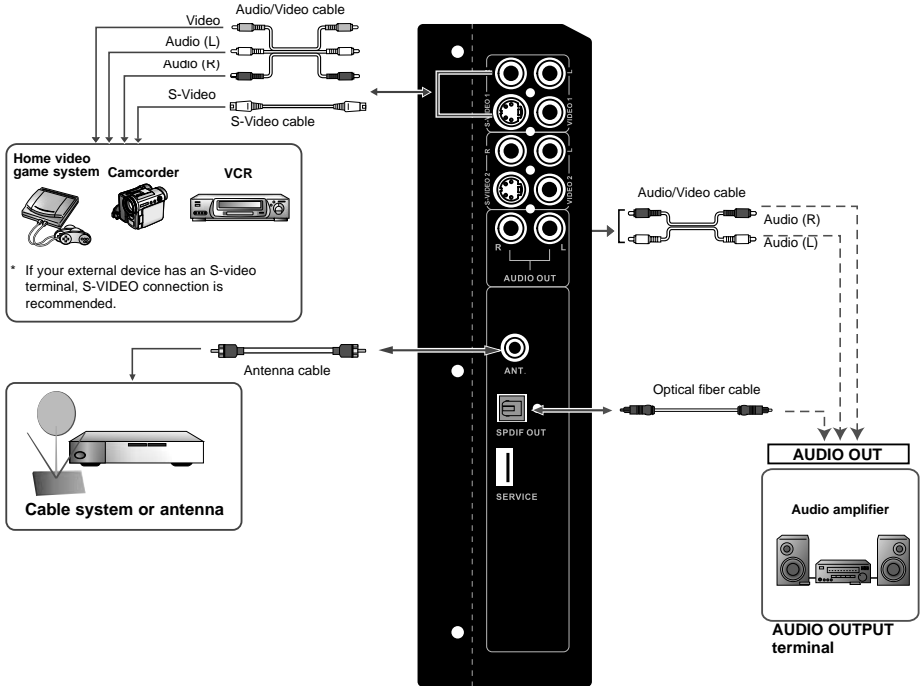 Audio/Video cable
Video
Audio (L)
Audio (R)
S-Video
S-Video cable
Home video
game system
Camcorder
VCR
* If your external device has an S-video
terminal, S-VIDEO connection is
recommended.
L
S-VIDEO 1
VIDEO 1
R
L
S-VIDEO 2
VIDEO 2
R
L
AUDIO OUT
Audio/Video cable
Audio (R)
Audio (L)
Antenna cable
ANT.
Optical fiber cable
SPDIF OUT
SERVICE
Cable system or antenna
AUDIO OUT
Audio amplifier
AUDIO OUTPUT
terminal